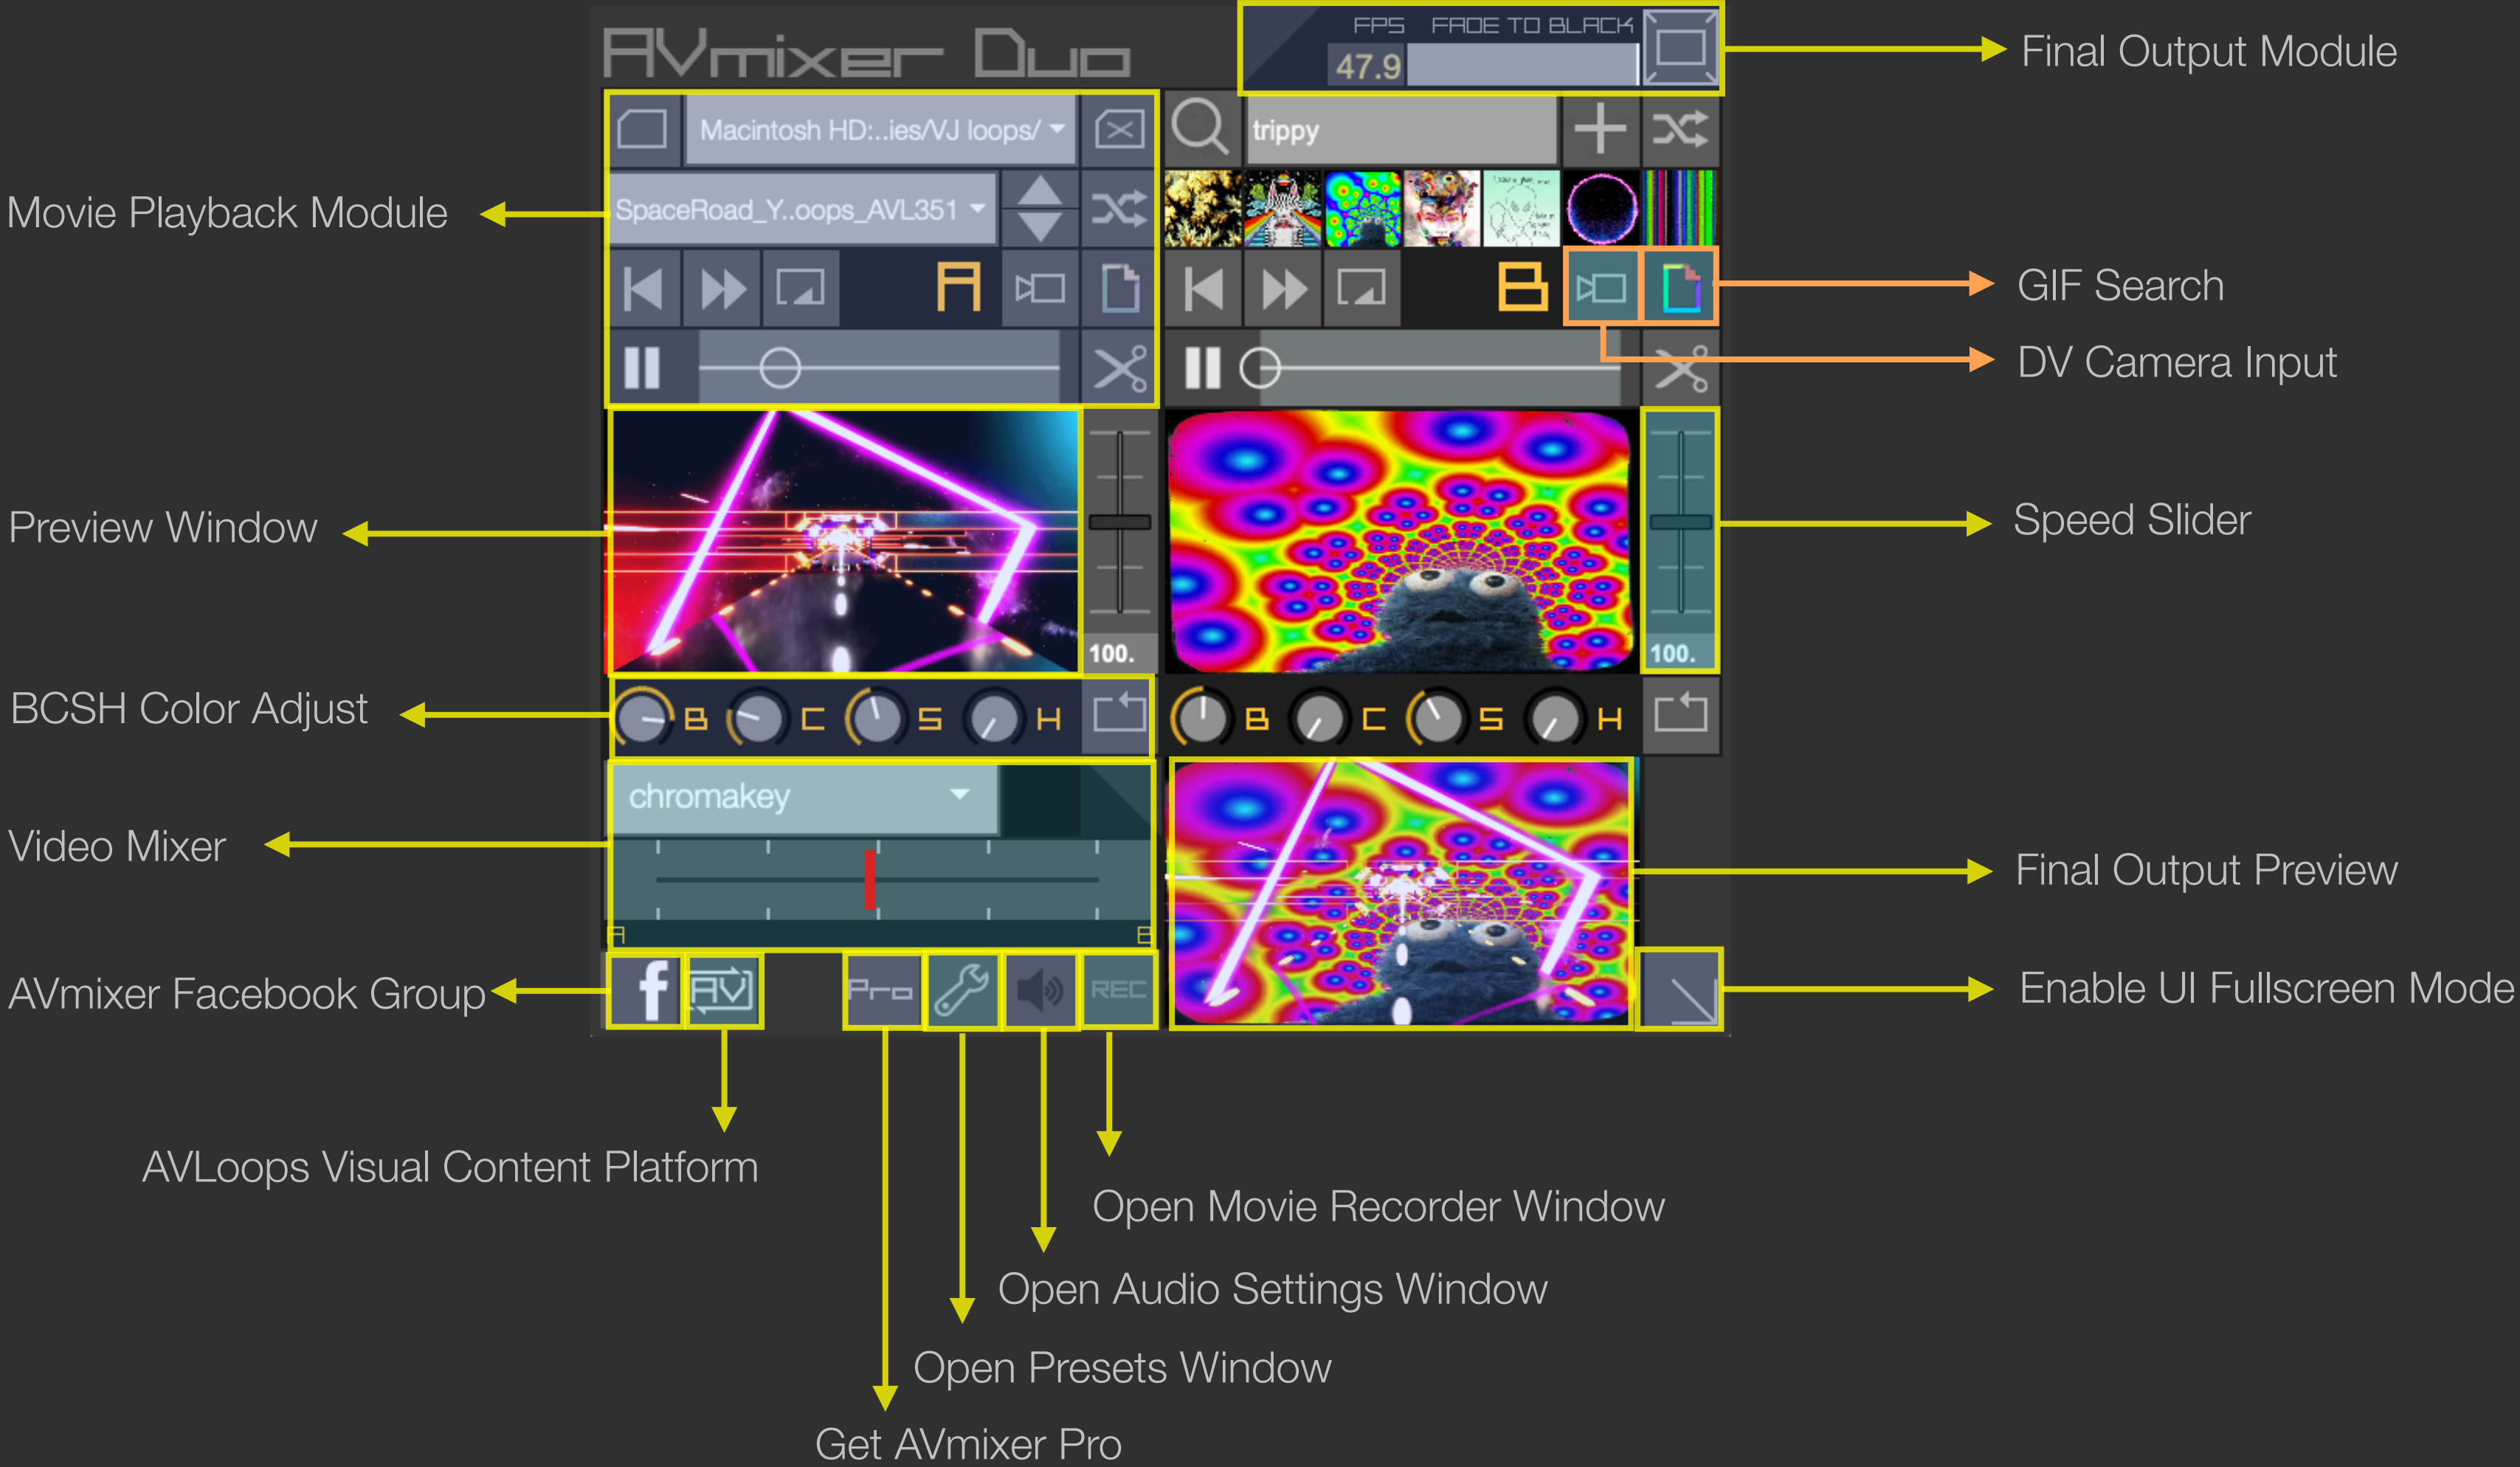 AVmixer Duo
FPS FADE TO BLACK
47.9
Final Output Module
Macintosh HD:..ies/VJ loops/
trippy
Movie Playback Module
SpaceRoad_Y..oops_AVL351
A
B
GIF Search
DV Camera Input
Preview Window
Speed Slider
100.
100.
BCSH Color Adjust
B C S H
B C S H
chromakey
Video Mixer
Final Output Preview
A B
AVmixer Facebook Group
f
AV
Pro
REC
Enable UI Fullscreen Mode
AVLoops Visual Content Platform
Open Movie Recorder Window
Open Audio Settings Window
Open Presets Window
Get AVmixer Pro